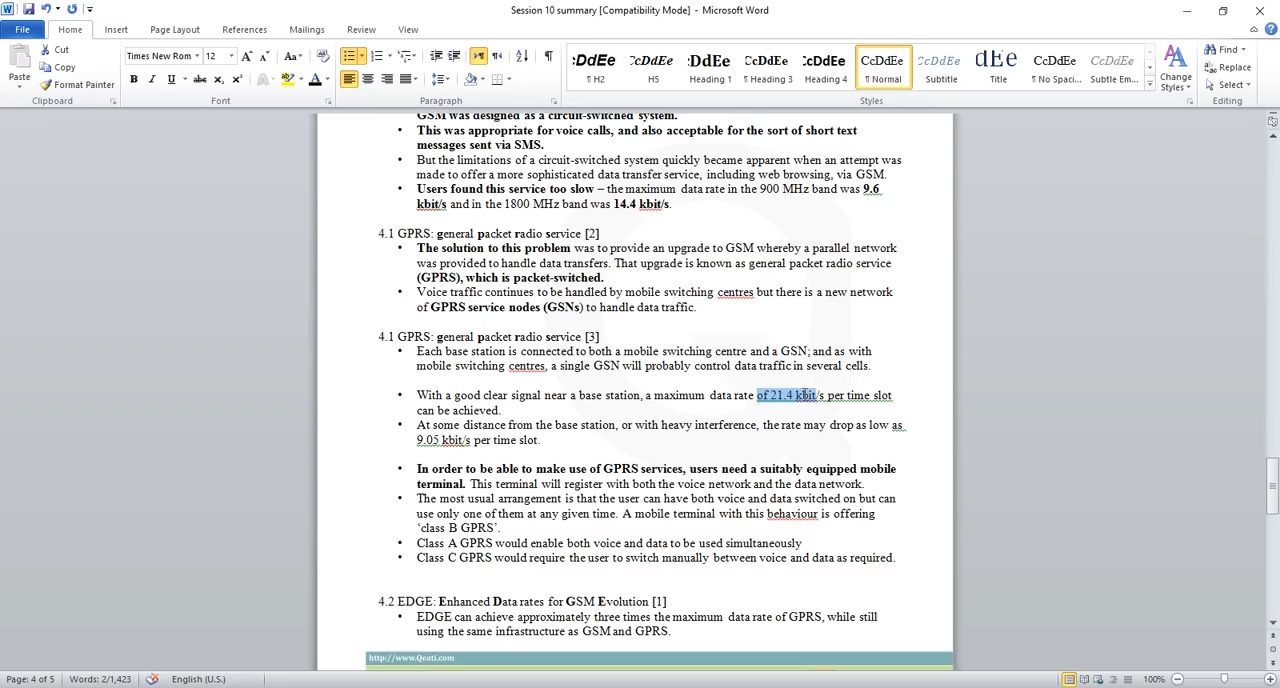 Session 10 summary [Compatibility Mode] - Microsoft Word
File Home Insert Page Layout References Mailings Review View
Cut
Copy
Format Painter
Paste
Times New Rom 12
B I U abc
AaBbCcDdEe
¶ H2 H5 Heading 1 ¶ Heading 3 Heading 4 ¶ Normal Subtitle Title ¶ No Spaci... Subtle Em...
Change
Styles
Find
Replace
Select
Clipboard Font Paragraph Styles Editing
GSM was designed as a circuit-switched system.
• This was appropriate for voice calls, and also acceptable for the sort of short text
messages sent via SMS.
• But the limitations of a circuit-switched system quickly became apparent when an attempt was
made to offer a more sophisticated data transfer service, including web browsing, via GSM.
• Users found this service too slow – the maximum data rate in the 900 MHz band was 9.6
kbit/s and in the 1800 MHz band was 14.4 kbit/s.
4.1 GPRS: general packet radio service [2]
• The solution to this problem was to provide an upgrade to GSM whereby a parallel network
was provided to handle data transfers. That upgrade is known as general packet radio service
(GPRS), which is packet-switched.
• Voice traffic continues to be handled by mobile switching centres but there is a new network
of GPRS service nodes (GSNs) to handle data traffic.
4.1 GPRS: general packet radio service [3]
• Each base station is connected to both a mobile switching centre and a GSN; and as with
mobile switching centres, a single GSN will probably control data traffic in several cells.
• With a good clear signal near a base station, a maximum data rate of 21.4 kbit/s per time slot
can be achieved.
• At some distance from the base station, or with heavy interference, the rate may drop as low as
9.05 kbit/s per time slot.
• In order to be able to make use of GPRS services, users need a suitably equipped mobile
terminal. This terminal will register with both the voice network and the data network.
• The most usual arrangement is that the user can have both voice and data switched on but can
use only one of them at any given time. A mobile terminal with this behaviour is offering
‘class B GPRS’.
• Class A GPRS would enable both voice and data to be used simultaneously
• Class C GPRS would require the user to switch manually between voice and data as required.
4.2 EDGE: Enhanced Data rates for GSM Evolution [1]
• EDGE can achieve approximately three times the maximum data rate of GPRS, while still
using the same infrastructure as GSM and GPRS.
http://www.Qeati.com
Page: 4 of 5 Words: 2/1,423 English (U.S.) 100%